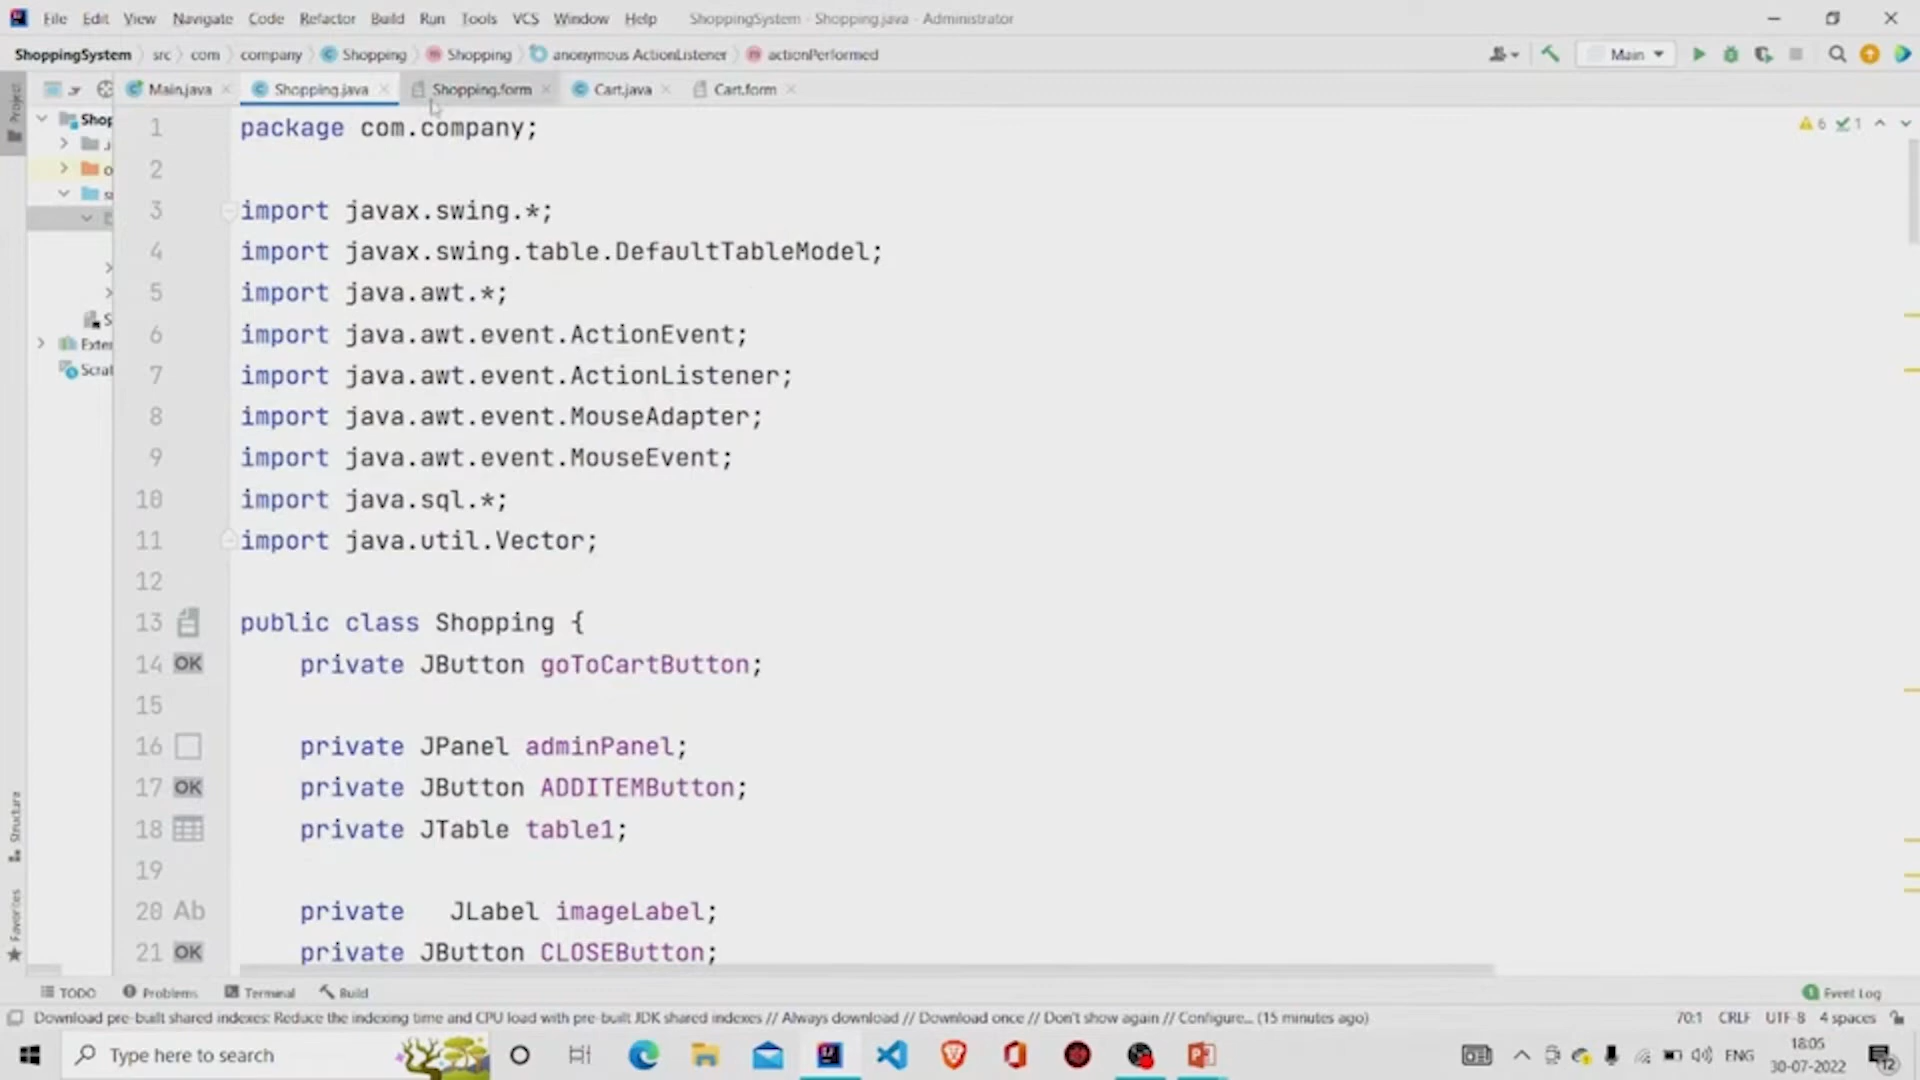 File Edit View Navigate Code Refactor Build Run Tools VCS Window Help ShoppingSystem - Shopping.java - Administrator
ShoppingSystem src com company Shopping Shopping anonymous ActionListener actionPerformed Main
Main.java Shopping.java Shopping.form Cart.java Cart.form
Project
Shop
Exter
Scrat
6 1
1 package com.company;
2
3 import javax.swing.*;
4 import javax.swing.table.DefaultTableModel;
5 import java.awt.*;
6 import java.awt.event.ActionEvent;
7 import java.awt.event.ActionListener;
8 import java.awt.event.MouseAdapter;
9 import java.awt.event.MouseEvent;
10 import java.sql.*;
11 import java.util.Vector;
12
13 public class Shopping {
14 OK private JButton goToCartButton;
15
16 private JPanel adminPanel;
17 OK private JButton ADDITEMButton;
18 private JTable table1;
19
20 Ab private JLabel imageLabel;
21 OK private JButton CLOSEButton;
Structure
Favorites
TODO Problems Terminal Build Event Log
Download pre-built shared indexes: Reduce the indexing time and CPU load with pre-built JDK shared indexes // Always download // Download once // Don't show again // Configure... (15 minutes ago) 70:1 CRLF UTF-8 4 spaces
Type here to search ENG 18:05
30-07-2022
12